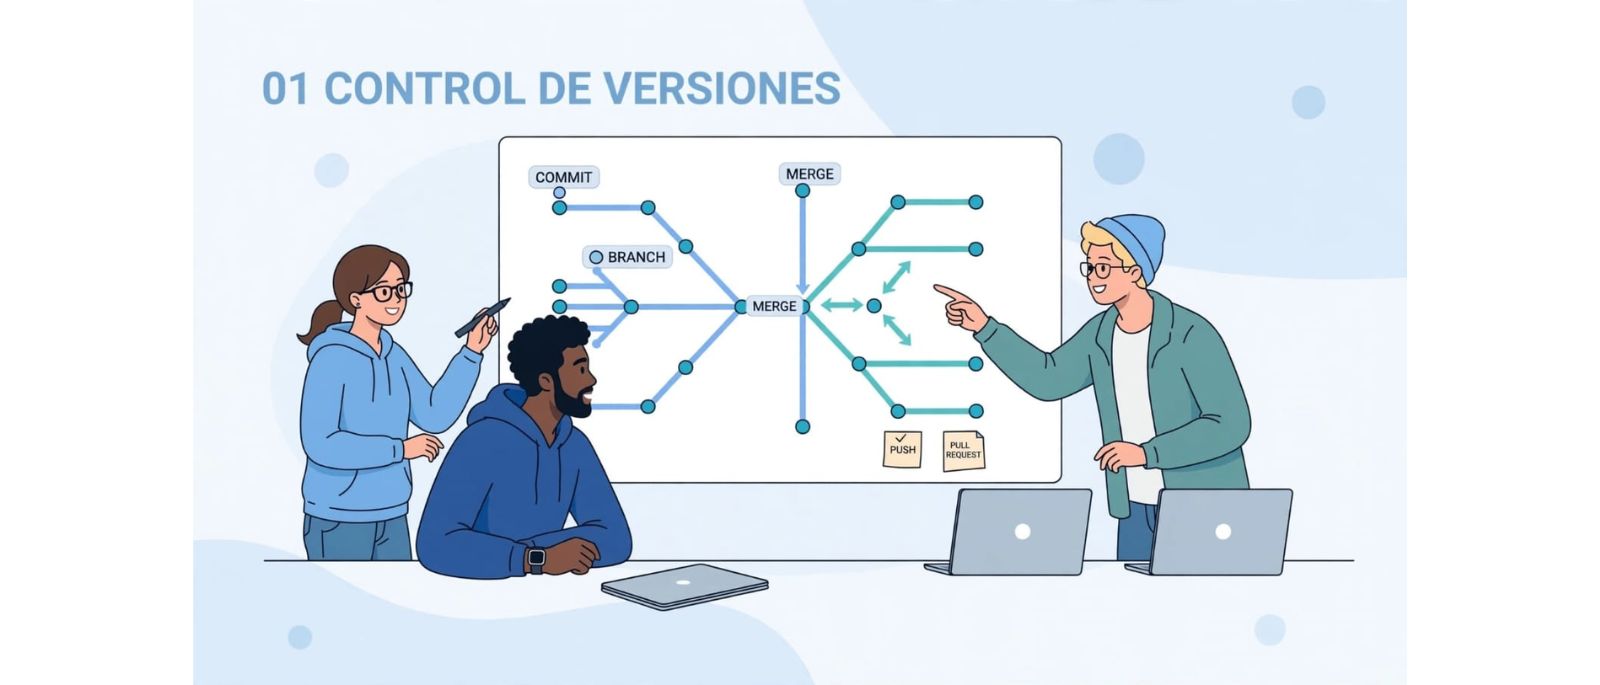 01 CONTROL DE VERSIONES
COMMIT
MERGE
BRANCH
MERGE
PUSH
PULL
REQUEST